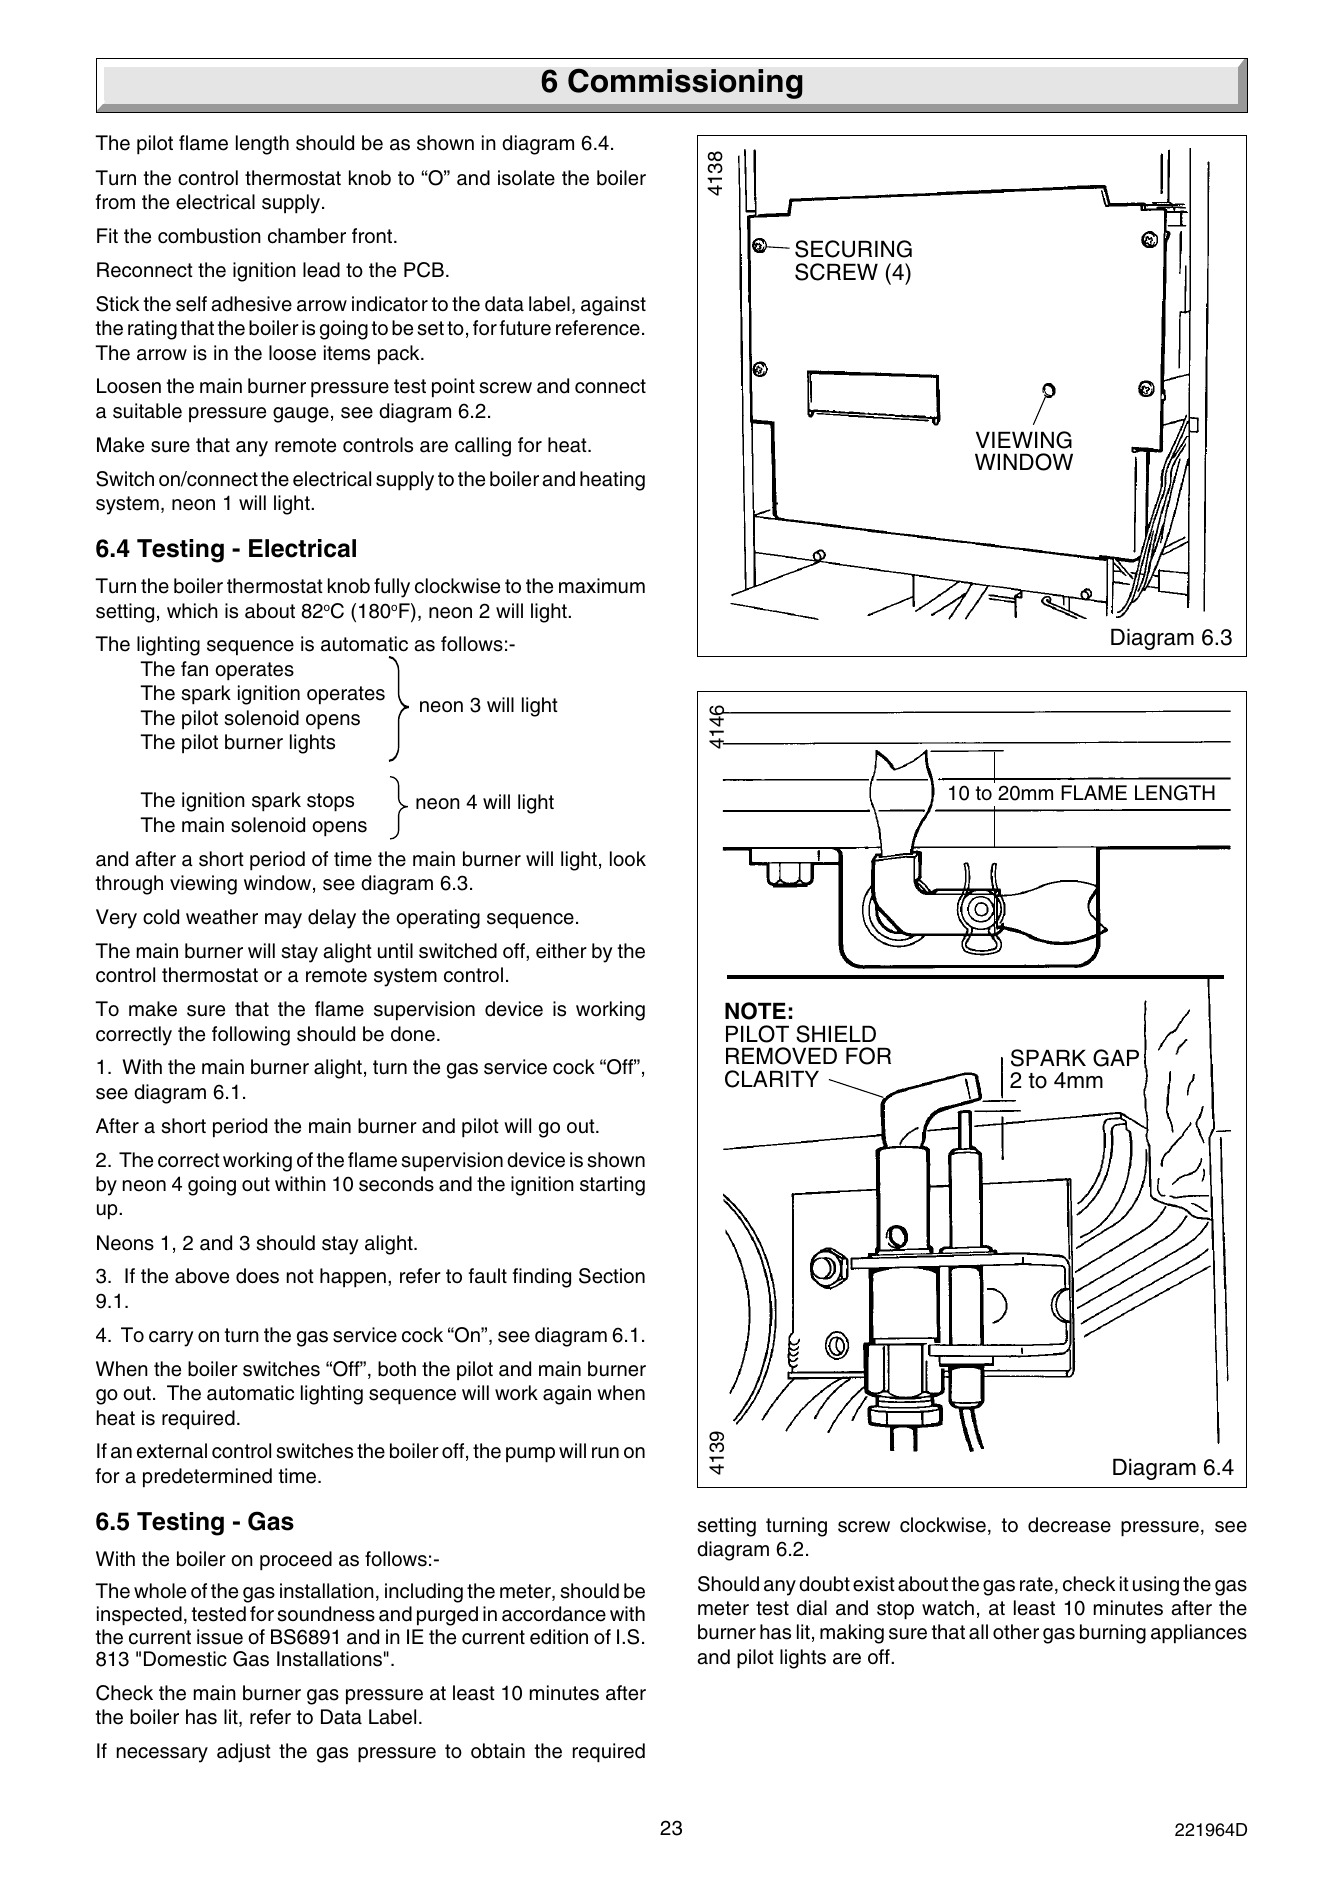 6 Commissioning
The pilot flame length should be as shown in diagram 6.4.
Turn the control thermostat knob to “O” and isolate the boiler
from the electrical supply.
Fit the combustion chamber front.
Reconnect the ignition lead to the PCB.
Stick the self adhesive arrow indicator to the data label, against
the rating that the boiler is going to be set to, for future reference.
The arrow is in the loose items pack.
Loosen the main burner pressure test point screw and connect
a suitable pressure gauge, see diagram 6.2.
Make sure that any remote controls are calling for heat.
Switch on/connect the electrical supply to the boiler and heating
system, neon 1 will light.
6.4 Testing - Electrical
Turn the boiler thermostat knob fully clockwise to the maximum
setting, which is about 82°C (180°F), neon 2 will light.
The lighting sequence is automatic as follows:-
The fan operates
The spark ignition operates
The pilot solenoid opens
The pilot burner lights
neon 3 will light
The ignition spark stops
The main solenoid opens
neon 4 will light
and after a short period of time the main burner will light, look
through viewing window, see diagram 6.3.
Very cold weather may delay the operating sequence.
The main burner will stay alight until switched off, either by the
control thermostat or a remote system control.
To make sure that the flame supervision device is working
correctly the following should be done.
1. With the main burner alight, turn the gas service cock “Off”,
see diagram 6.1.
After a short period the main burner and pilot will go out.
2. The correct working of the flame supervision device is shown
by neon 4 going out within 10 seconds and the ignition starting
up.
Neons 1, 2 and 3 should stay alight.
3. If the above does not happen, refer to fault finding Section
9.1.
4. To carry on turn the gas service cock “On”, see diagram 6.1.
When the boiler switches “Off”, both the pilot and main burner
go out. The automatic lighting sequence will work again when
heat is required.
If an external control switches the boiler off, the pump will run on
for a predetermined time.
6.5 Testing - Gas
With the boiler on proceed as follows:-
The whole of the gas installation, including the meter, should be
inspected, tested for soundness and purged in accordance with
the current issue of BS6891 and in IE the current edition of I.S.
813 "Domestic Gas Installations".
Check the main burner gas pressure at least 10 minutes after
the boiler has lit, refer to Data Label.
If necessary adjust the gas pressure to obtain the required
4138
SECURING
SCREW (4)
VIEWING
WINDOW
Diagram 6.3
4146
10 to 20mm FLAME LENGTH
NOTE:
PILOT SHIELD
REMOVED FOR
CLARITY
SPARK GAP
2 to 4mm
4139
Diagram 6.4
setting turning screw clockwise, to decrease pressure, see
diagram 6.2.
Should any doubt exist about the gas rate, check it using the gas
meter test dial and stop watch, at least 10 minutes after the
burner has lit, making sure that all other gas burning appliances
and pilot lights are off.
23
221964D